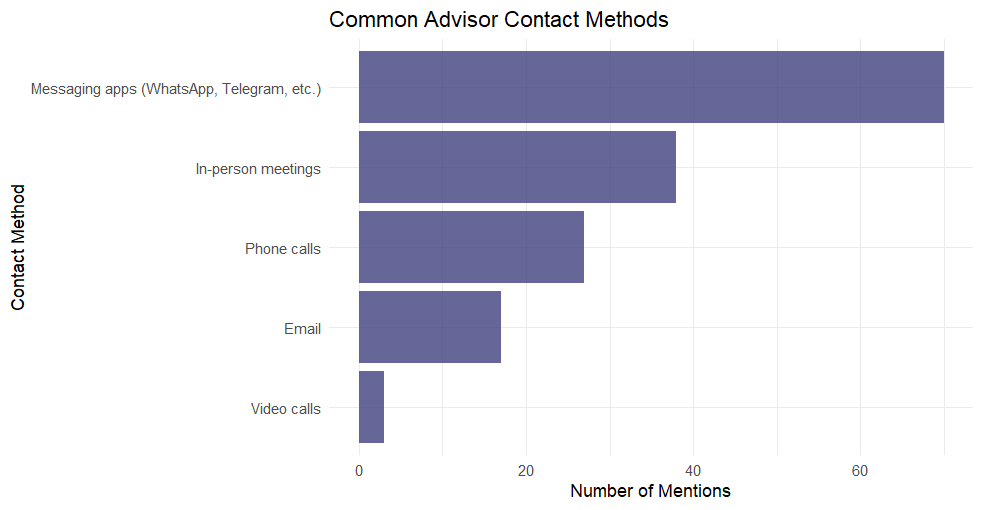 Common Advisor Contact Methods
Messaging apps (WhatsApp, Telegram, etc.)
In-person meetings
Phone calls
Email
Video calls
Contact Method
0 20 40 60
Number of Mentions